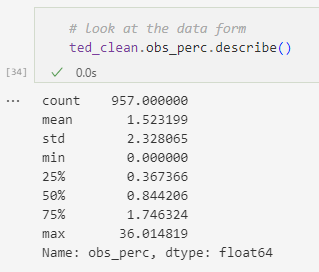 # look at the data form
ted_clean.obs_perc.describe()
[34]
✓ 0.0s
... count 957.000000
mean 1.523199
std 2.328065
min 0.000000
25% 0.367366
50% 0.844206
75% 1.746324
max 36.014819
Name: obs_perc, dtype: float64